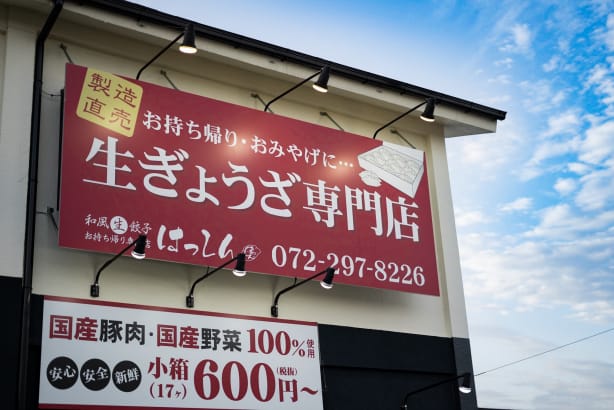 製造
直売
お持ち帰り・おみやげに…
生ぎょうざ専門店
和風生餃子
お持ち帰り専門店
はっしん
072-297-8226
国産豚肉・国産野菜100%使用
安心 安全 新鮮
小箱
(17ヶ)
600円~
(税抜)